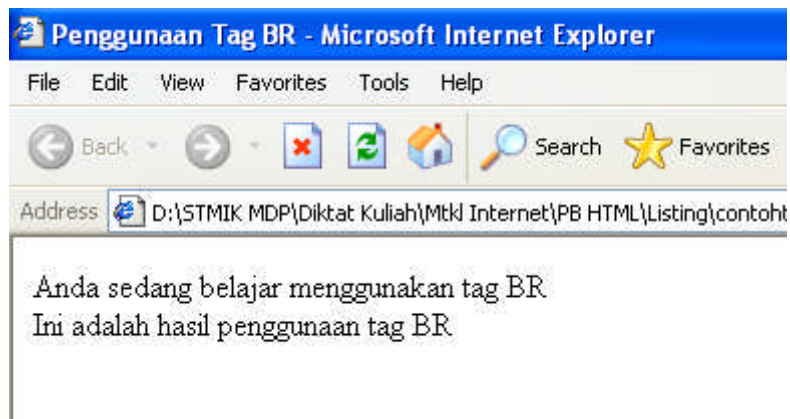 Penggunaan Tag BR - Microsoft Internet Explorer
File Edit View Favorites Tools Help
Back Search Favorites
Address D:\STMIK MDP\Diktat Kuliah\Mtkl Internet\PB HTML\Listing\contoht
Anda sedang belajar menggunakan tag BR
Ini adalah hasil penggunaan tag BR